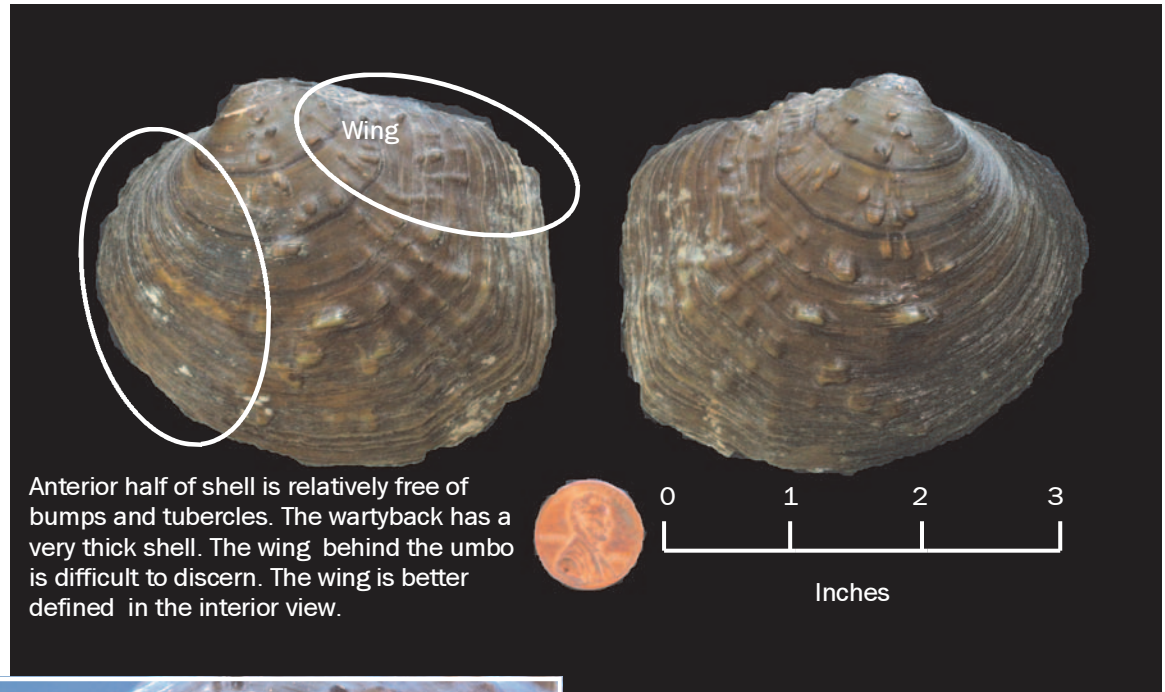 Wing
Anterior half of shell is relatively free of
bumps and tubercles. The wartyback has a
very thick shell. The wing behind the umbo
is difficult to discern. The wing is better
defined in the interior view.
0 1 2 3
Inches